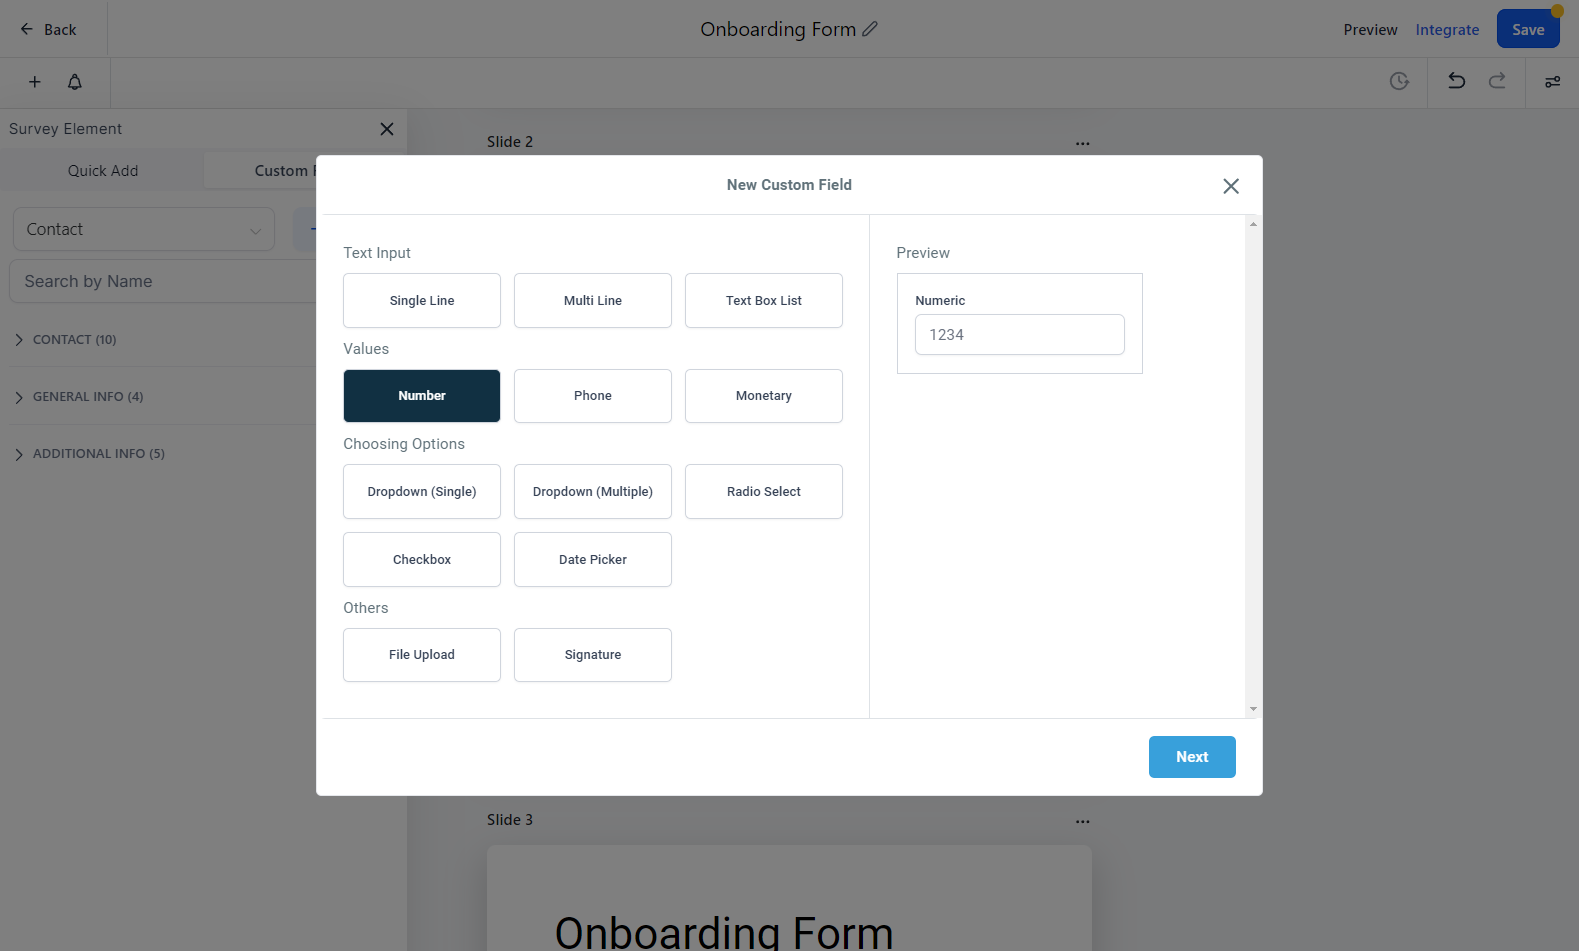 Back
Onboarding Form
Preview
Integrate
Save
Survey Element
Quick Add
Custom
Contact
Search by Name
CONTACT (10)
GENERAL INFO (4)
ADDITIONAL INFO (5)
Slide 2
New Custom Field
Text Input
Single Line
Multi Line
Text Box List
Values
Number
Phone
Monetary
Choosing Options
Dropdown (Single)
Dropdown (Multiple)
Radio Select
Checkbox
Date Picker
Others
File Upload
Signature
Preview
Numeric
1234
Next
Slide 3
Onboarding Form